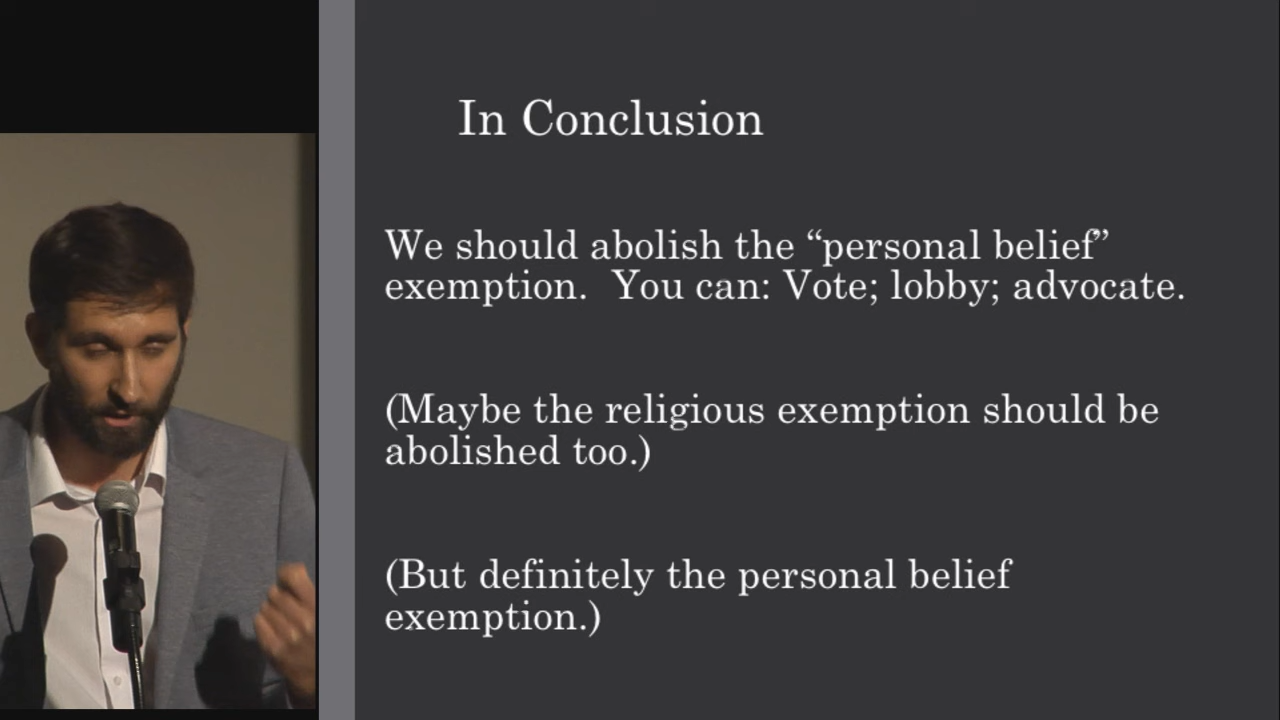 In Conclusion
We should abolish the “personal belief”
exemption.  You can: Vote; lobby; advocate.
(Maybe the religious exemption should be
abolished too.)
(But definitely the personal belief
exemption.)